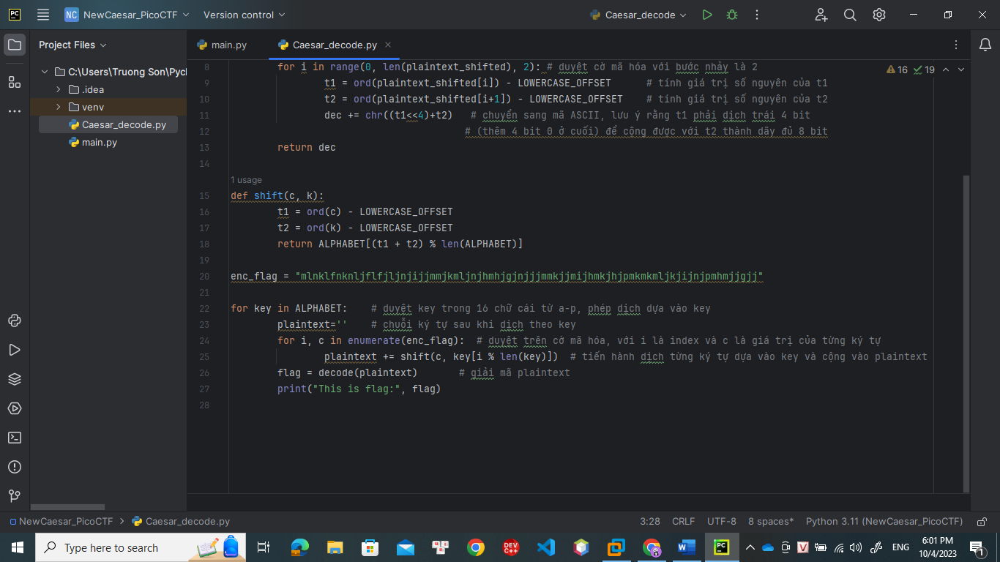 NC NewCaesar_PicoCTF Version control Caesar_decode
Project Files
main.py Caesar_decode.py
C:\Users\Truong Son\Pych
.idea
venv
Caesar_decode.py
main.py
16 19
8 for i in range(0, len(plaintext_shifted), 2): # duyệt cờ mã hóa với bước nhảy là 2
9 t1 = ord(plaintext_shifted[i]) - LOWERCASE_OFFSET # tính giá trị số nguyên của t1
10 t2 = ord(plaintext_shifted[i+1]) - LOWERCASE_OFFSET # tính giá trị số nguyên của t2
11 dec += chr((t1<<4)+t2) # chuyển sang mã ASCII, lưu ý rằng t1 phải dịch trái 4 bit
12 # (thêm 4 bit 0 ở cuối) để cộng được với t2 thành dãy đủ 8 bit
13 return dec
14
1 usage
15 def shift(c, k):
16 t1 = ord(c) - LOWERCASE_OFFSET
17 t2 = ord(k) - LOWERCASE_OFFSET
18 return ALPHABET[(t1 + t2) % len(ALPHABET)]
19
20 enc_flag = "mlnklfnknljflfjljnjijjmmjkmljnjhmhjgjnjjjmmkjjmijhmkjhjpmkmkmljkjijnjpmhmjjgjj"
21
22 for key in ALPHABET: # duyệt key trong 16 chữ cái từ a-p, phép dịch dựa vào key
23 plaintext='' # chuỗi ký tự sau khi dịch theo key
24 for i, c in enumerate(enc_flag): # duyệt trên cờ mã hóa, với i là index và c là giá trị của từng ký tự
25 plaintext += shift(c, key[i % len(key)]) # tiến hành dịch từng ký tự dựa vào key và cộng vào plaintext
26 flag = decode(plaintext) # giải mã plaintext
27 print("This is flag:", flag)
28
NewCaesar_PicoCTF Caesar_decode.py 3:28 CRLF UTF-8 8 spaces* Python 3.11 (NewCaesar_PicoCTF)
Type here to search ENG 6:01 PM
10/4/2023 1